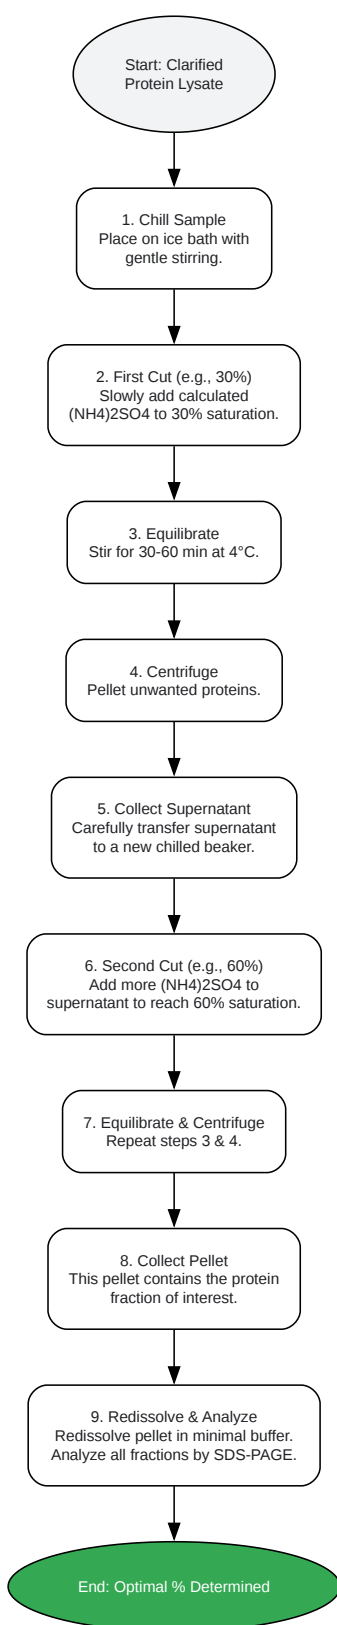 Start: Clarified
Protein Lysate
1. Chill Sample
Place on ice bath with
gentle stirring.
2. First Cut (e.g., 30%)
Slowly add calculated
(NH4)2SO4 to 30% saturation.
3. Equilibrate
Stir for 30-60 min at 4°C.
4. Centrifuge
Pellet unwanted proteins.
5. Collect Supernatant
Carefully transfer supernatant
to a new chilled beaker.
6. Second Cut (e.g., 60%)
Add more (NH4)2SO4 to
supernatant to reach 60% saturation.
7. Equilibrate & Centrifuge
Repeat steps 3 & 4.
8. Collect Pellet
This pellet contains the protein
fraction of interest.
9. Redissolve & Analyze
Redissolve pellet in minimal buffer.
Analyze all fractions by SDS-PAGE.
End: Optimal % Determined